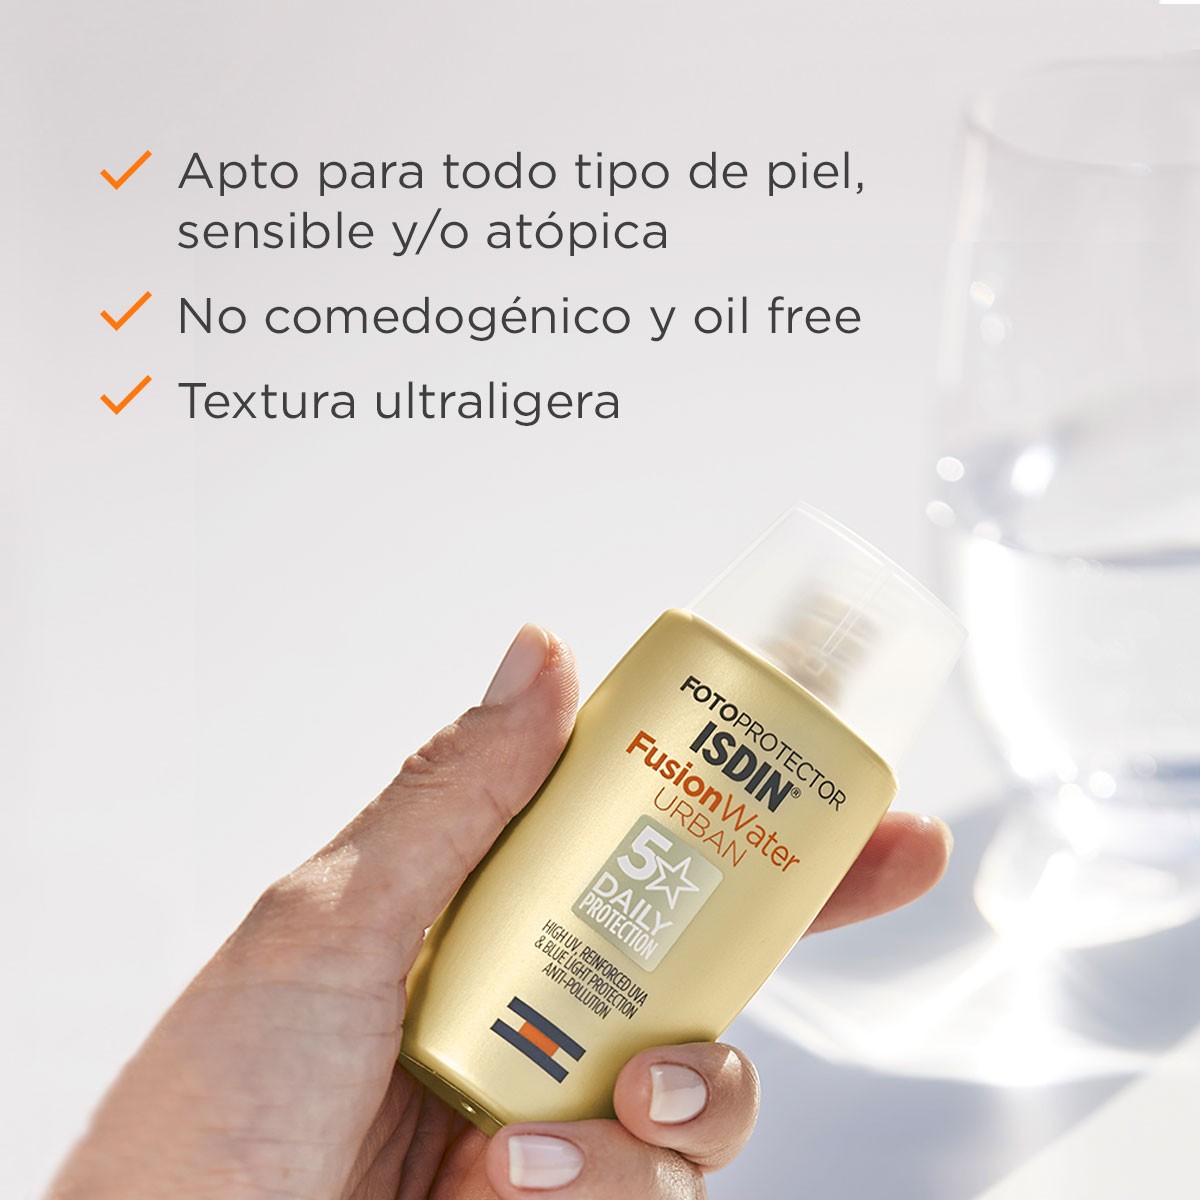 Apto para todo tipo de piel,
sensible y/o atópica
No comedogénico y oil free
Textura ultraligera
FOTOPROTECTOR
ISDIN®
FusionWater
URBAN
5☆
DAILY
PROTECTION
HIGH UV, REINFORCED UVA
& BLUE LIGHT PROTECTION
ANTI-POLLUTION